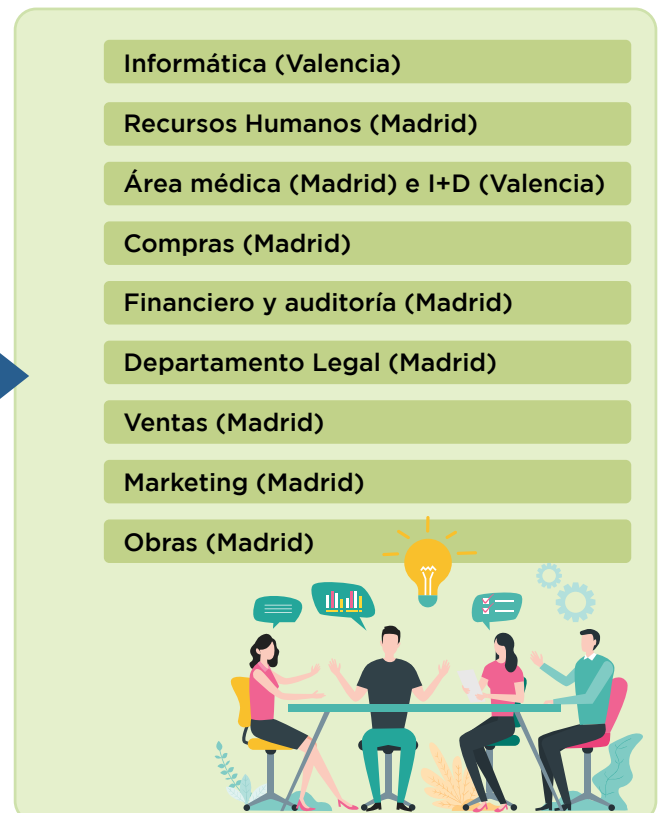 Informática (Valencia)
Recursos Humanos (Madrid)
Área médica (Madrid) e I+D (Valencia)
Compras (Madrid)
Financiero y auditoría (Madrid)
Departamento Legal (Madrid)
Ventas (Madrid)
Marketing (Madrid)
Obras (Madrid)